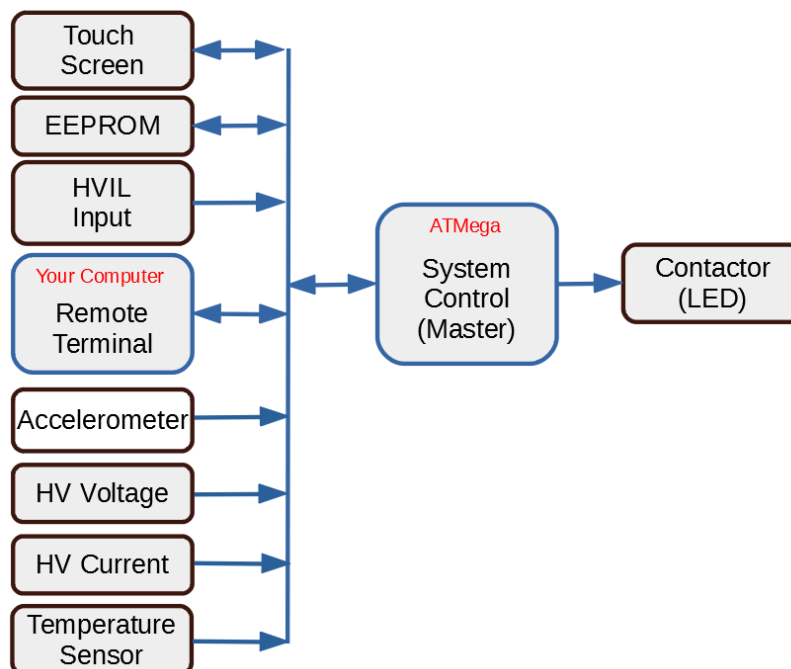 Touch
Screen
EEPROM
HVIL
Input
Your Computer
Remote
Terminal
Accelerometer
HV Voltage
HV Current
Temperature
Sensor
ATMega
System
Control
(Master)
Contactor
(LED)